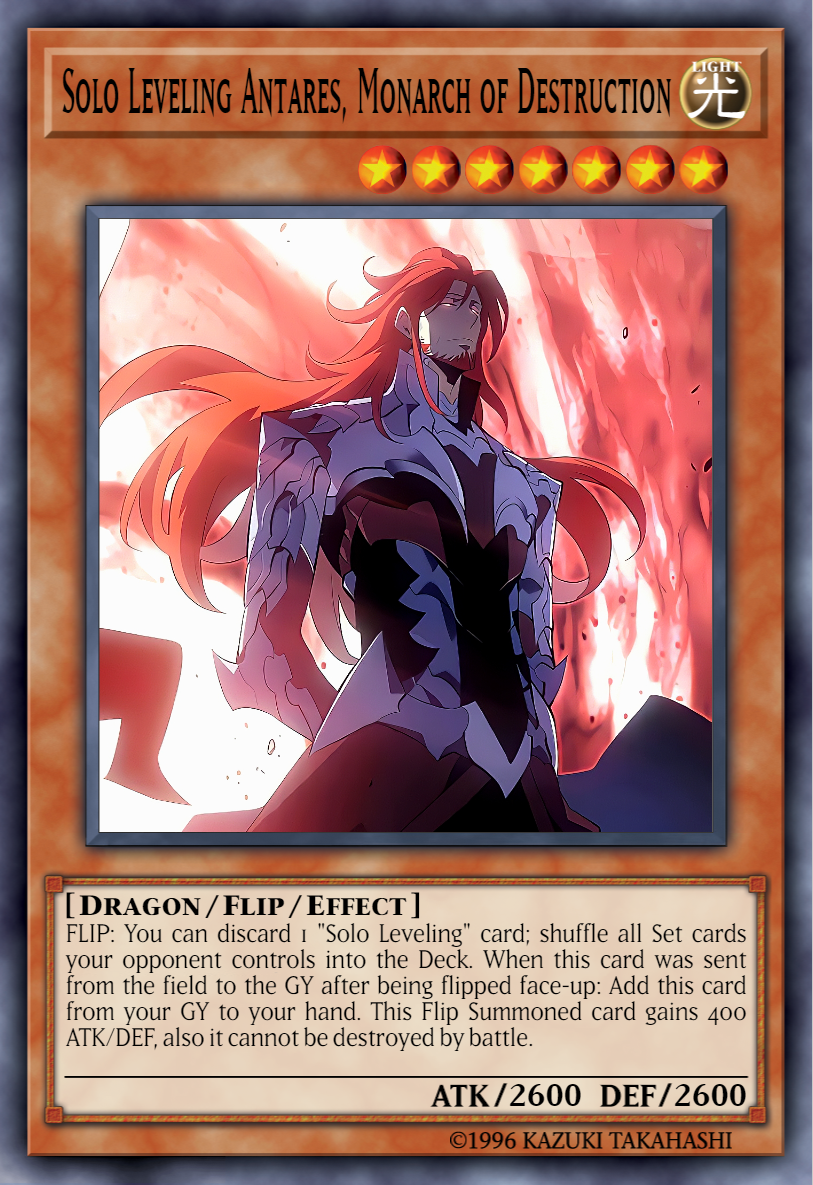 Solo Leveling Antares, Monarch of Destruction
LIGHT
光
[ Dragon / Flip / Effect ]
FLIP: You can discard 1 "Solo Leveling" card; shuffle all Set cards
your opponent controls into the Deck. When this card was sent
from the field to the GY after being flipped face-up: Add this card
from your GY to your hand. This Flip Summoned card gains 400
ATK/DEF, also it cannot be destroyed by battle.
ATK/2600 DEF/2600
©1996 KAZUKI TAKAHASHI